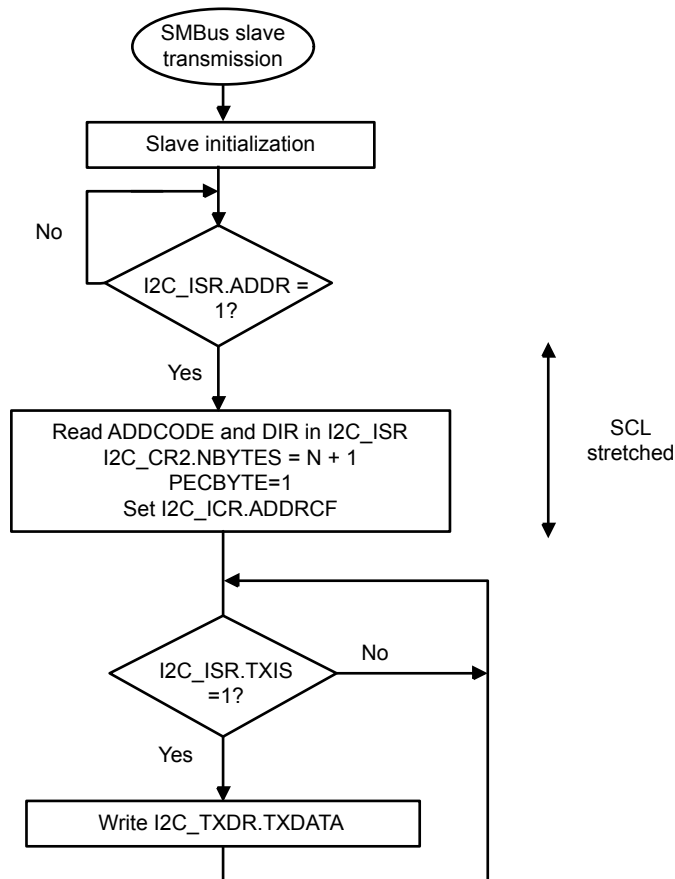 SMBus slave
transmission
Slave initialization
No
I2C_ISR.ADDR =
1?
Yes
Read ADDCODE and DIR in I2C_ISR
I2C_CR2.NBYTES = N + 1
PECBYTE=1
Set I2C_ICR.ADDRCF
SCL
stretched
I2C_ISR.TXIS
=1?
No
Yes
Write I2C_TXDR.TXDATA